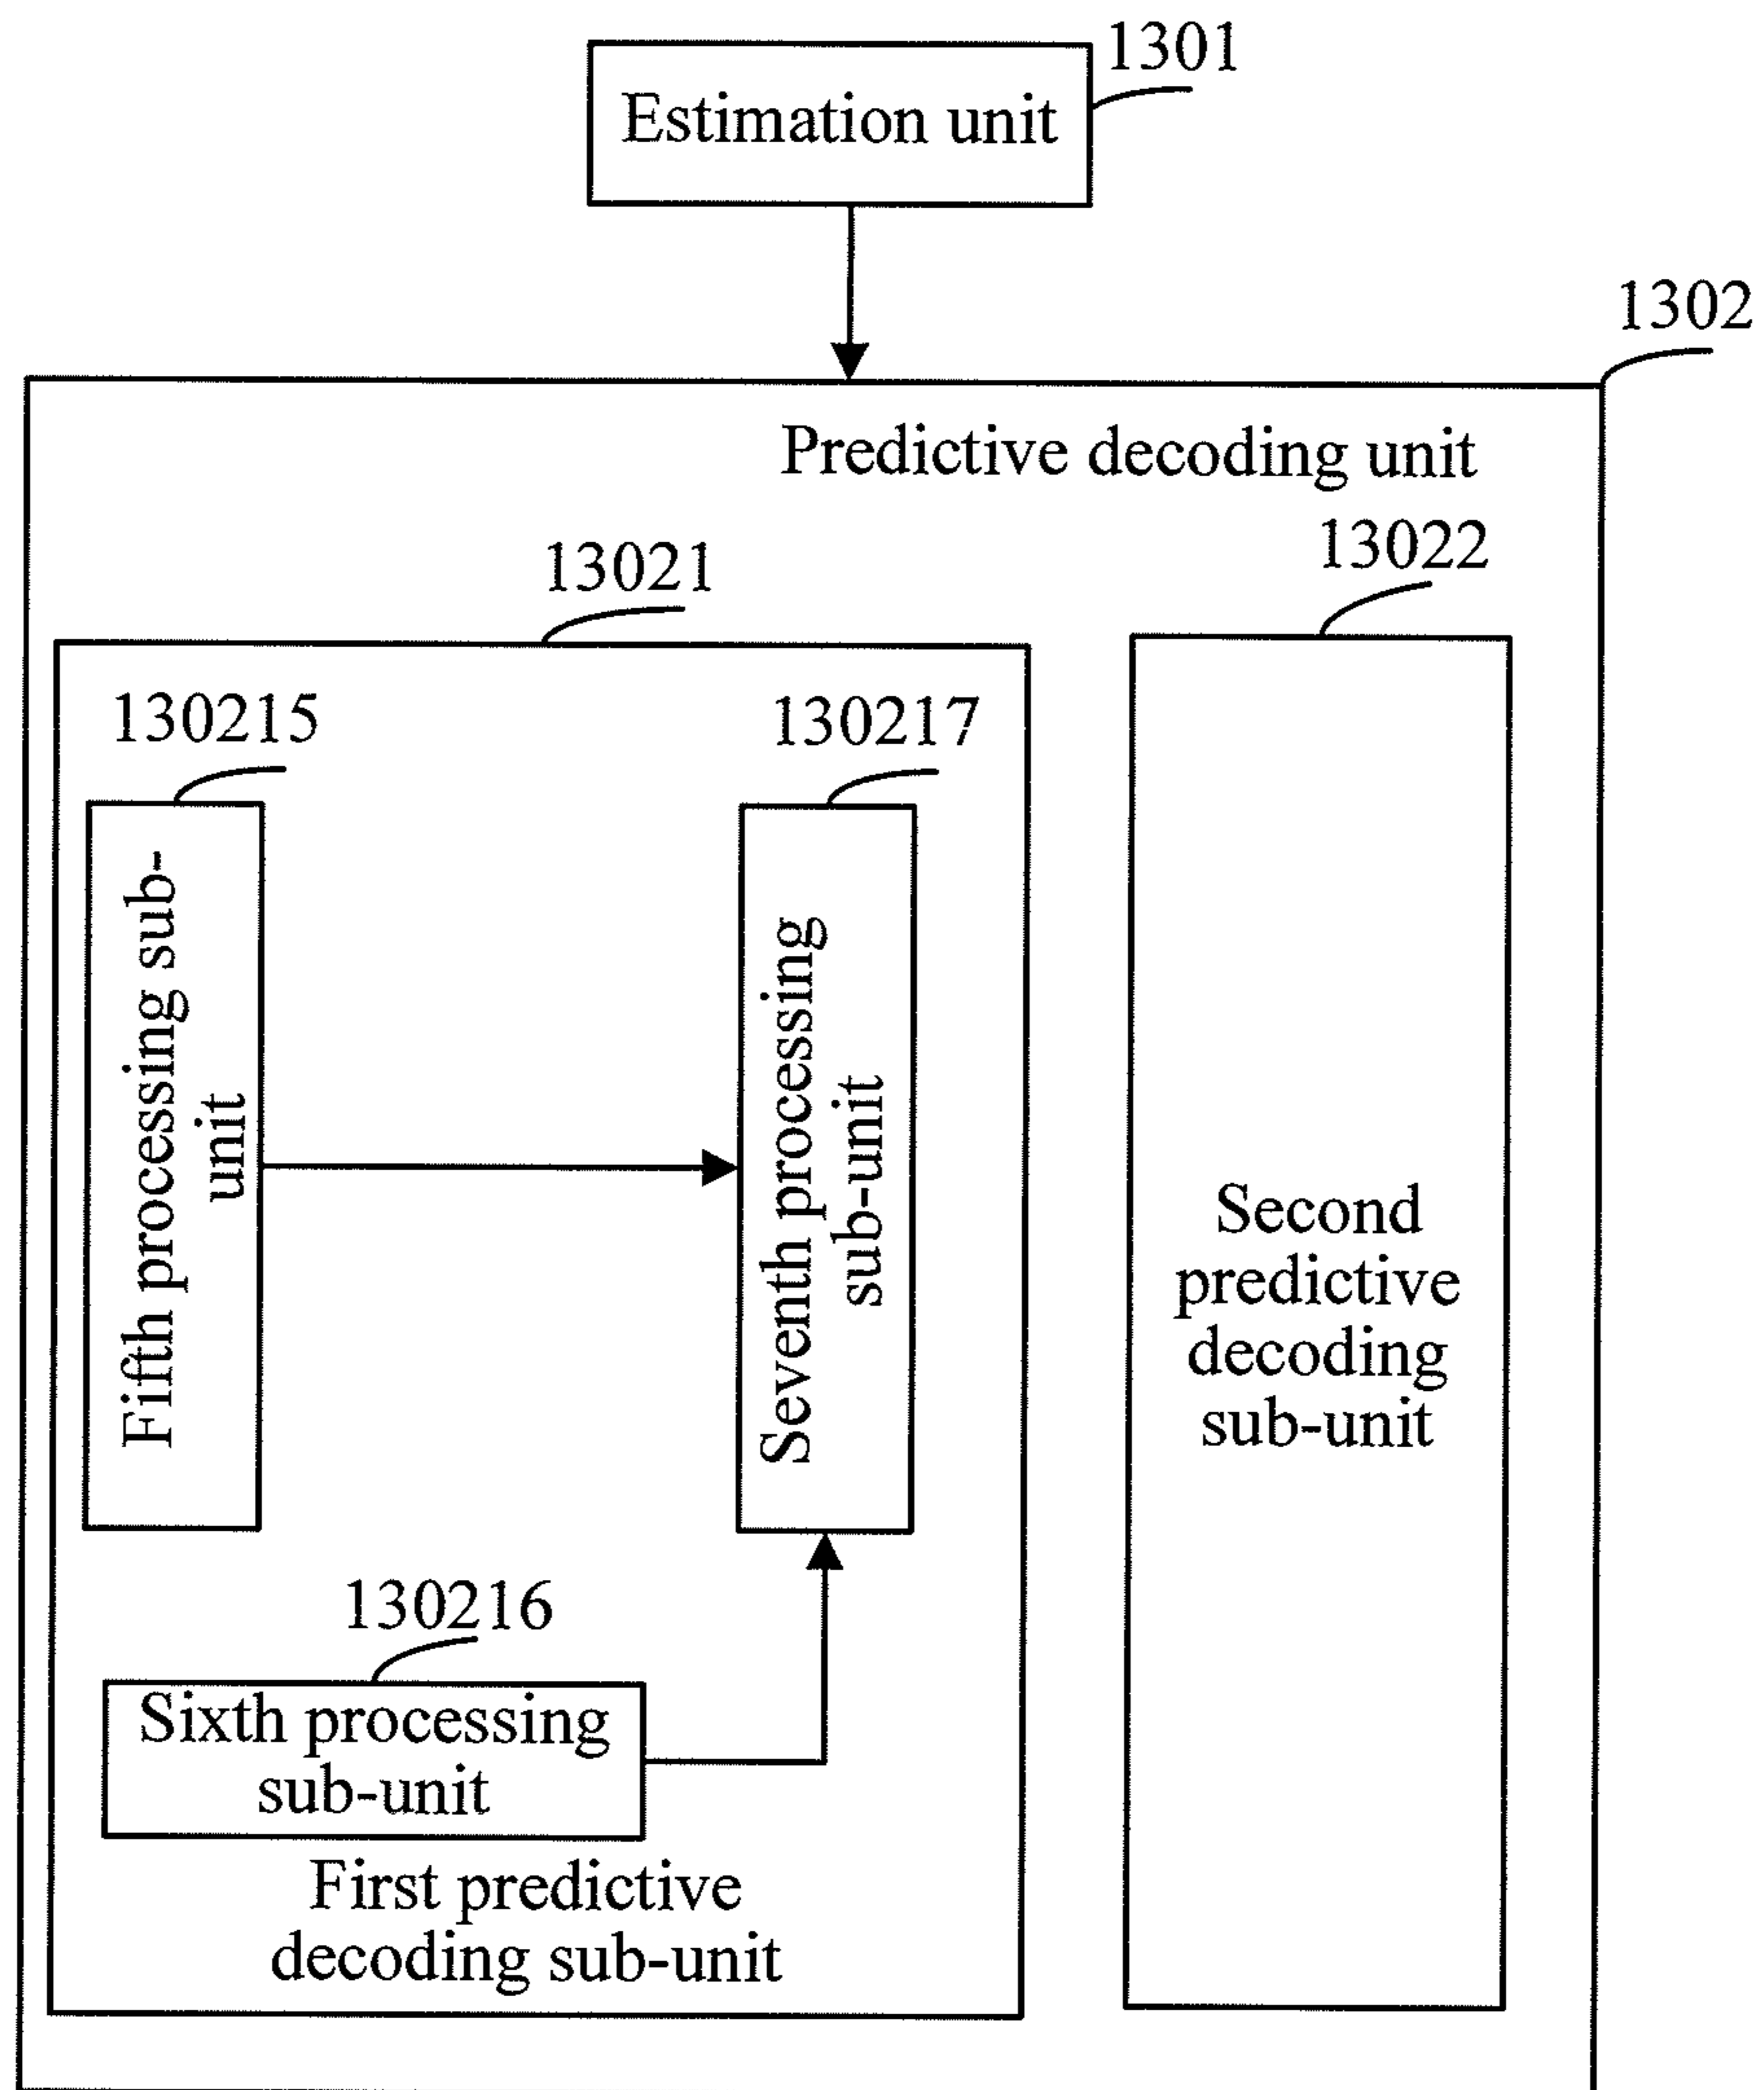 1301
Estimation unit
1302
Predictive decoding unit
13021
13022
130215
130217
Fifth processing sub-
unit
Seventh processing
sub-unit
Second
predictive
decoding
sub-unit
130216
Sixth processing
sub-unit
First predictive
decoding sub-unit